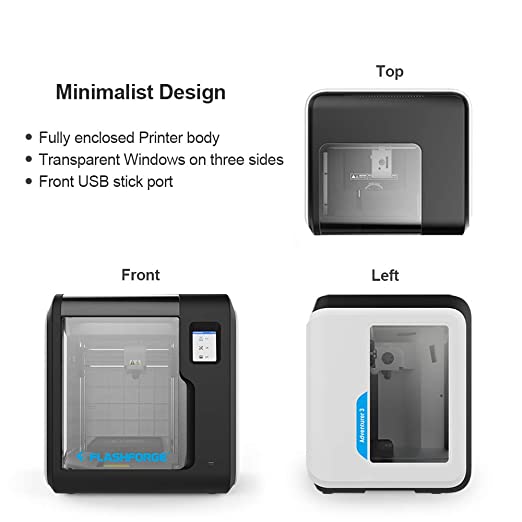 Top
Minimalist Design
Fully enclosed Printer body
Transparent Windows on three sides
Front USB stick port
Front
Left
Adventurer 3
FLASHFORGE